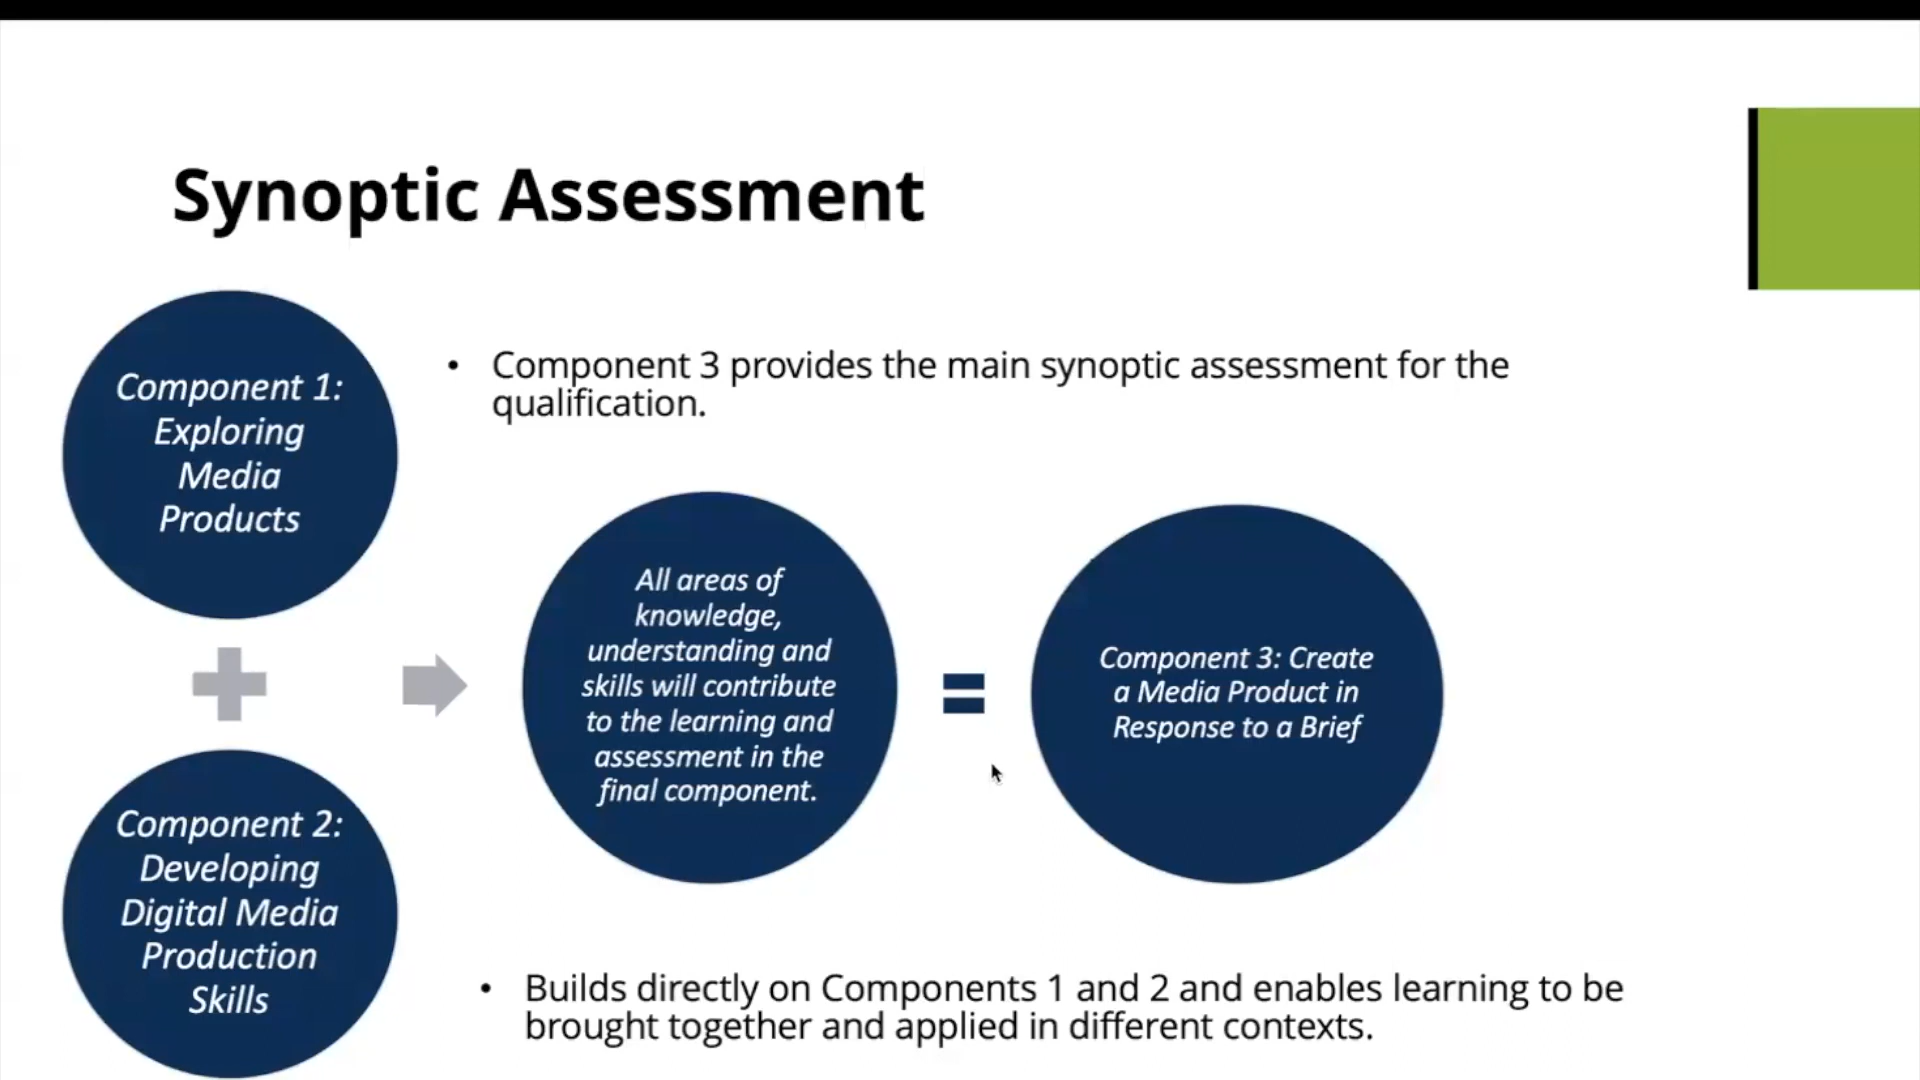 Synoptic Assessment
Component 1:
Exploring
Media
Products
• Component 3 provides the main synoptic assessment for the
qualification.
All areas of
knowledge,
understanding and
skills will contribute
to the learning and
assessment in the
final component.
Component 3: Create
a Media Product in
Response to a Brief
Component 2:
Developing
Digital Media
Production
Skills
• Builds directly on Components 1 and 2 and enables learning to be
brought together and applied in different contexts.